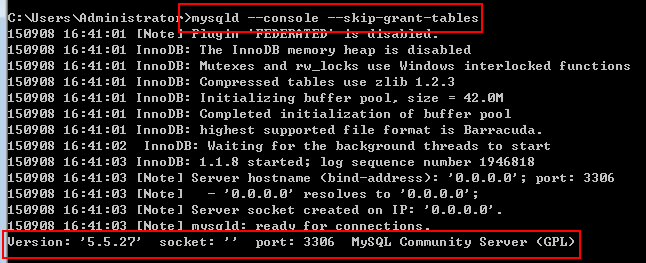 C:\Users\Administrator>mysqld --console --skip-grant-tables
150908 16:41:01 [Note] Plugin 'FEDERATED' is disabled.
150908 16:41:01 InnoDB: The InnoDB memory heap is disabled
150908 16:41:01 InnoDB: Mutexes and rw_locks use Windows interlocked functions
150908 16:41:01 InnoDB: Compressed tables use zlib 1.2.3
150908 16:41:01 InnoDB: Initializing buffer pool, size = 42.0M
150908 16:41:01 InnoDB: Completed initialization of buffer pool
150908 16:41:01 InnoDB: highest supported file format is Barracuda.
150908 16:41:02  InnoDB: Waiting for the background threads to start
150908 16:41:03 InnoDB: 1.1.8 started; log sequence number 1946818
150908 16:41:03 [Note] Server hostname (bind-address): '0.0.0.0'; port: 3306
150908 16:41:03 [Note]   - '0.0.0.0' resolves to '0.0.0.0';
150908 16:41:03 [Note] Server socket created on IP: '0.0.0.0'.
150908 16:41:03 [Note] mysqld: ready for connections.
Version: '5.5.27'  socket: ''  port: 3306  MySQL Community Server (GPL)